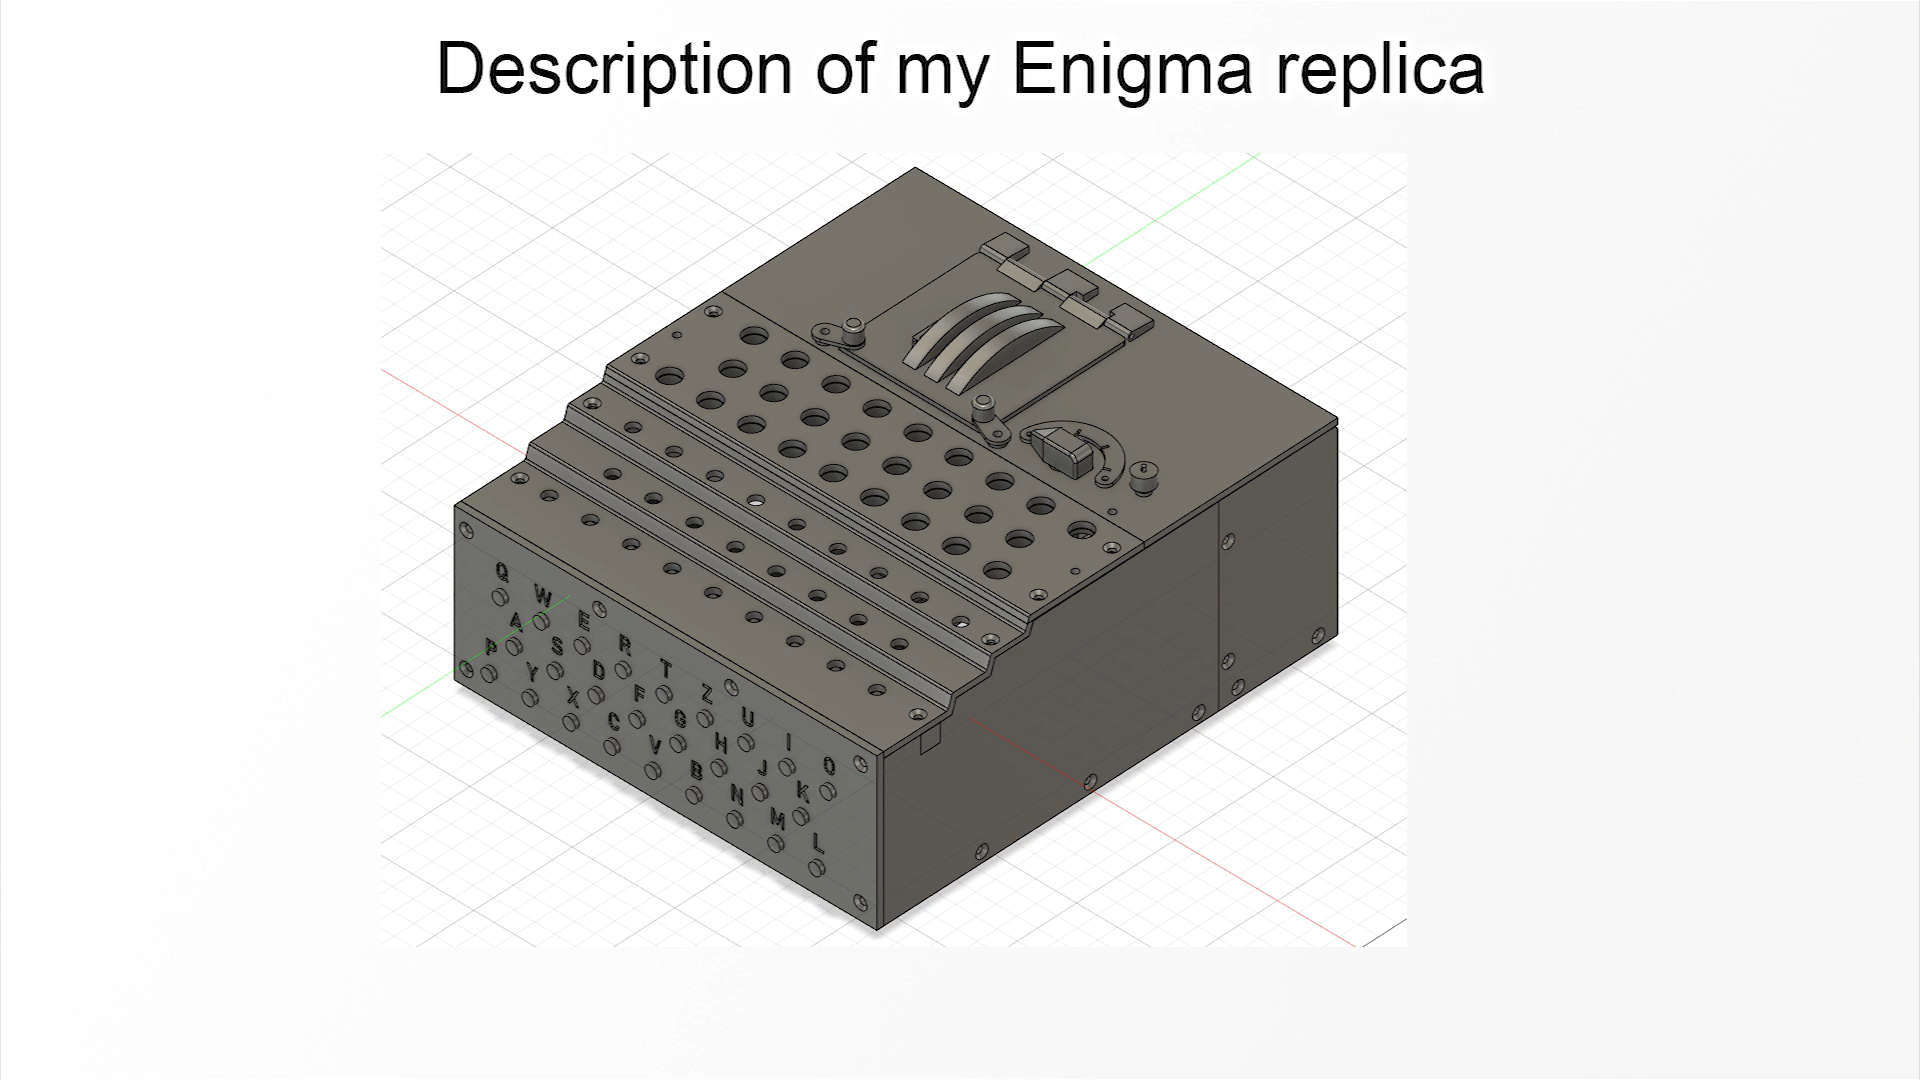 Description of my Enigma replica
Q W E R T Z U I O
A S D F G H J K
P Y X C V B N M L